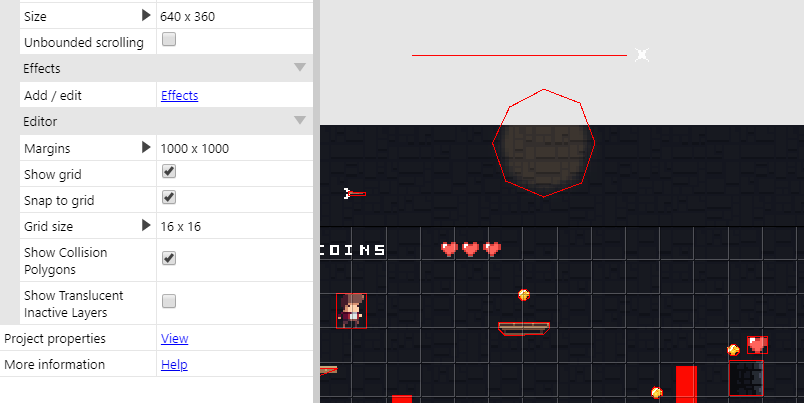 Size 640 x 360
Unbounded scrolling
Effects
Add / edit Effects
Editor
Margins 1000 x 1000
Show grid
Snap to grid
Grid size 16 x 16
COINS
Show Collision
Polygons
Show Translucent
Inactive Layers
Project properties View
More information Help